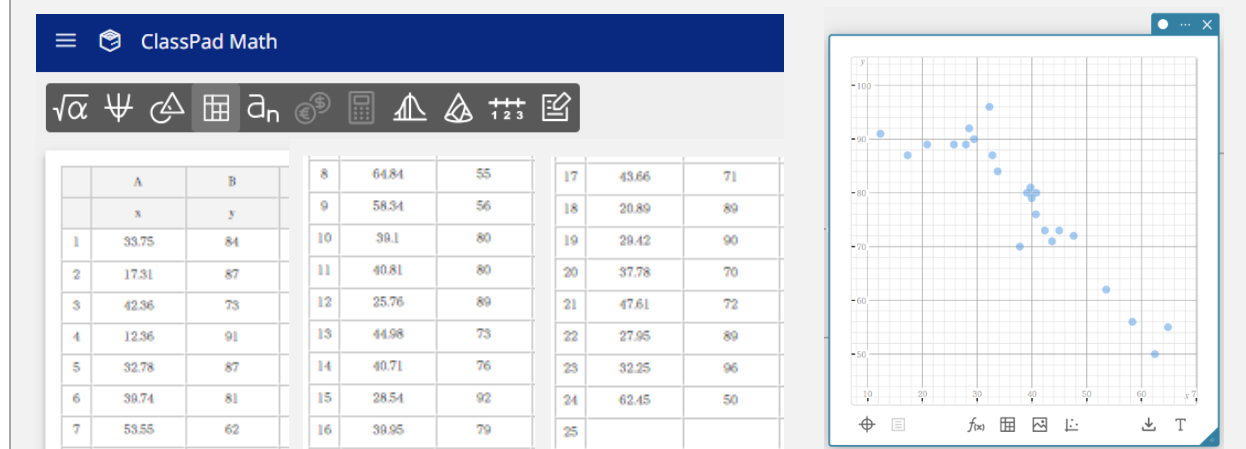 ClassPad Math
√α an €$ 1 2 3
A B
x y
1 33.75 84
2 17.31 87
3 42.36 73
4 12.36 91
5 32.78 87
6 39.74 81
7 53.55 62
8 64.84 55
9 58.34 56
10 39.1 80
11 40.81 80
12 25.76 89
13 44.98 73
14 40.71 76
15 28.54 92
16 39.95 79
17 43.66 71
18 20.89 89
19 29.42 90
20 37.78 70
21 47.61 72
22 27.95 89
23 32.25 96
24 62.45 50
25
y
100
90
80
70
60
50
10 20 30 40 50 60 x 7
f(x) T